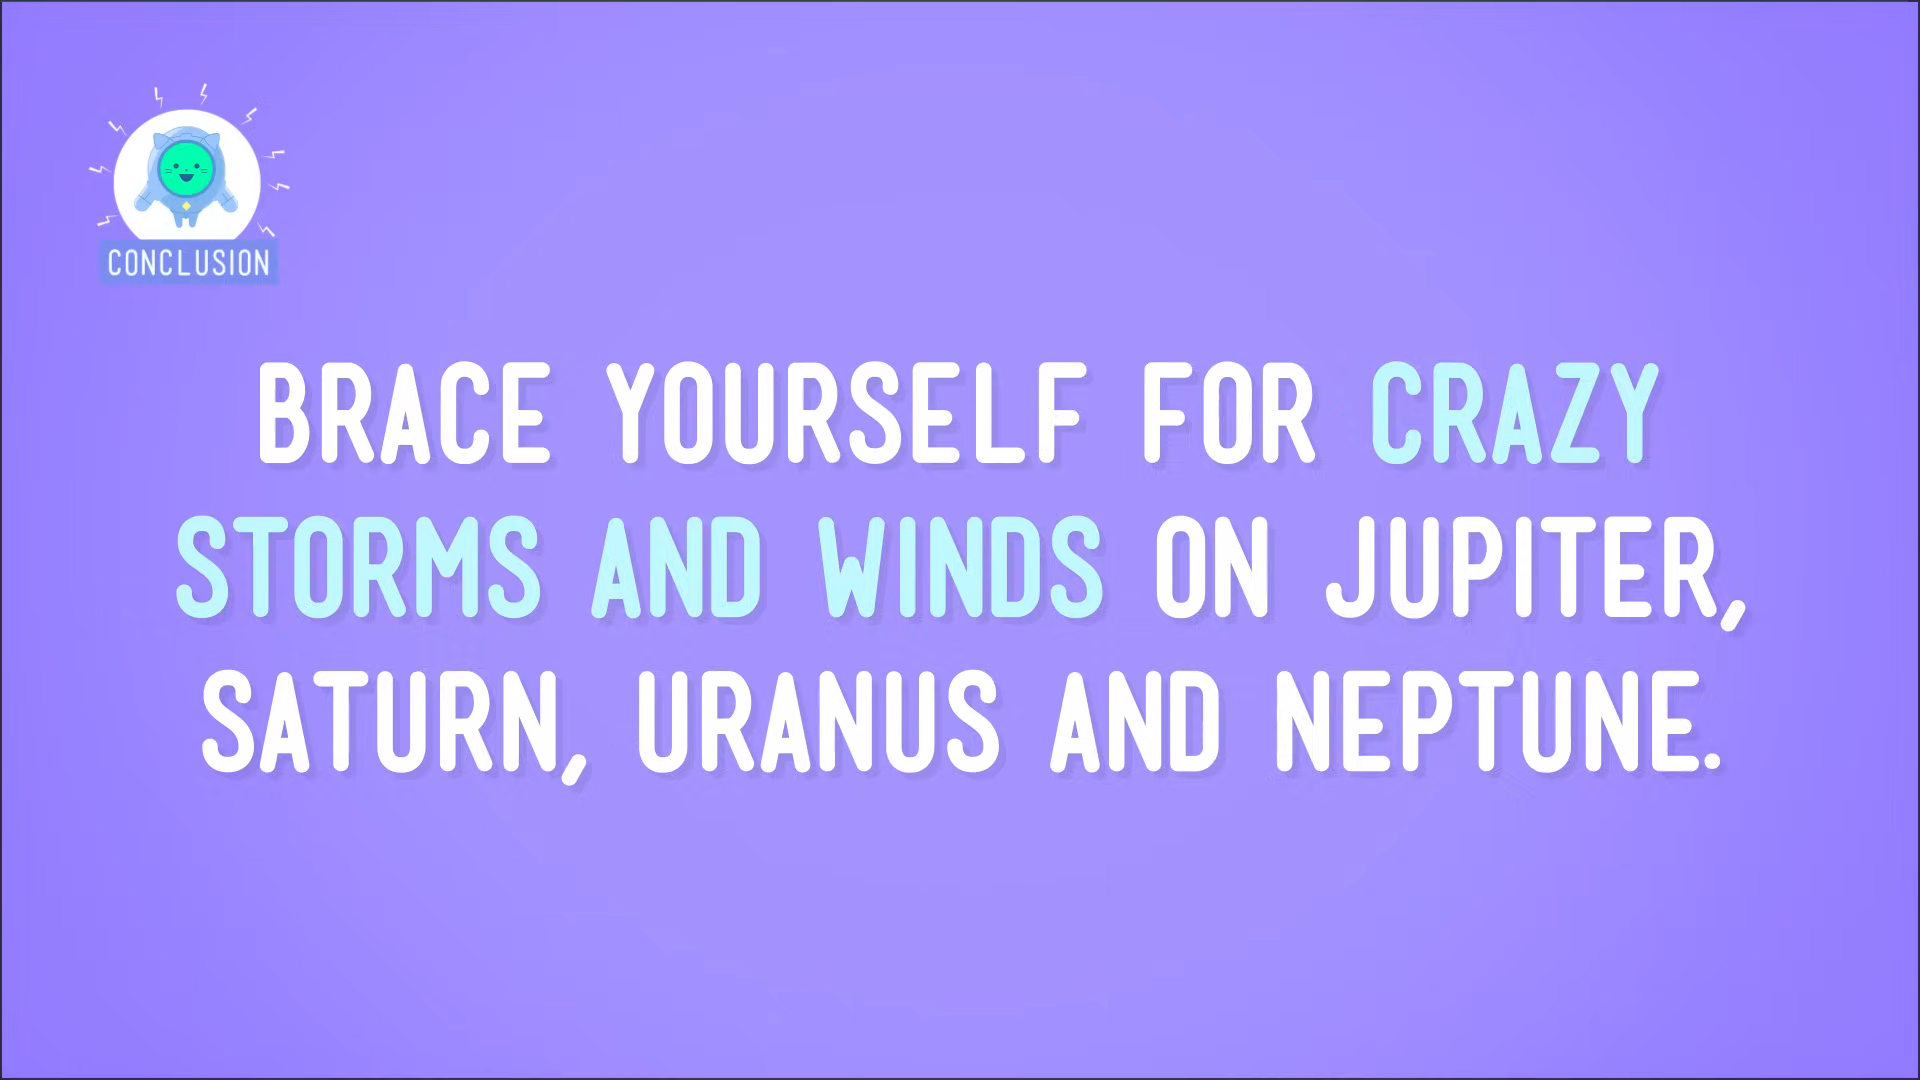 CONCLUSION
BRACE YOURSELF FOR CRAZY
STORMS AND WINDS ON JUPITER,
SATURN, URANUS AND NEPTUNE.